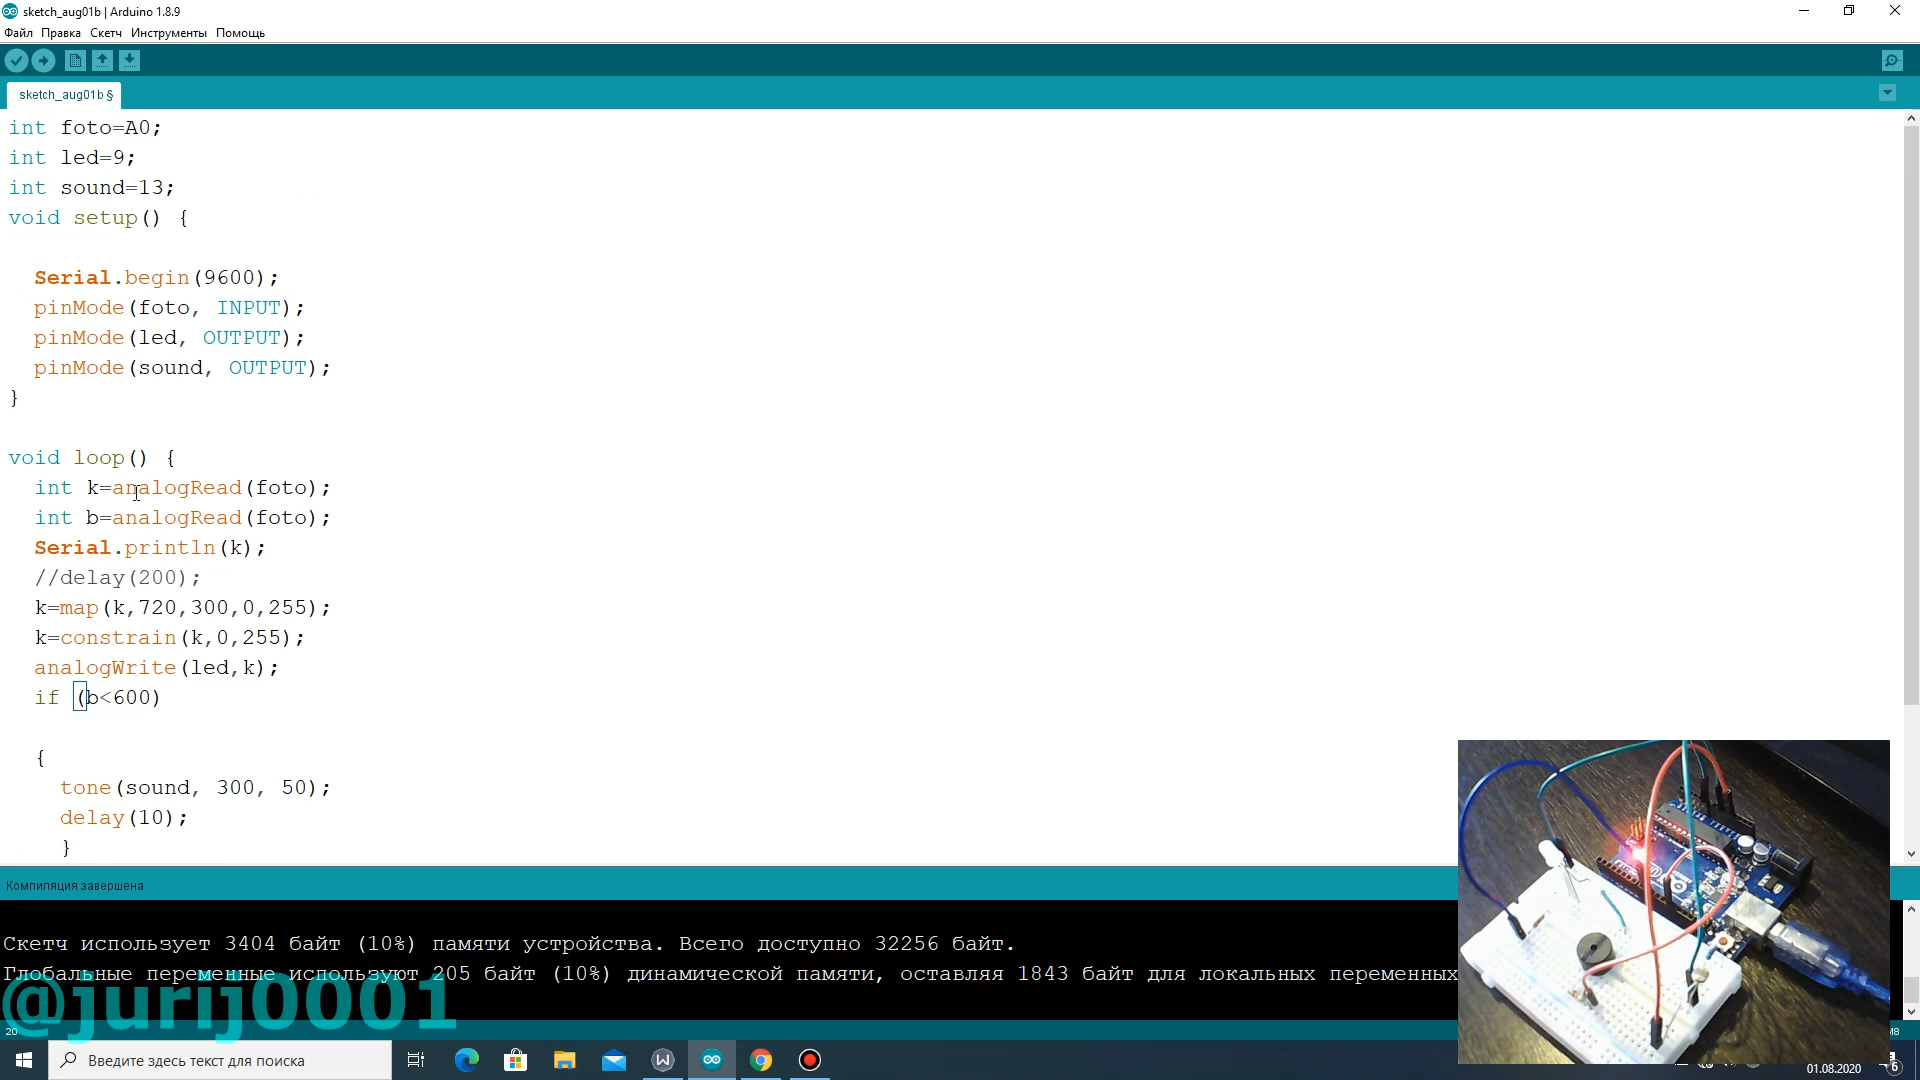 sketch_aug01b | Arduino 1.8.9
Файл Правка Скетч Инструменты Помощь
sketch_aug01b §
int foto=A0;
int led=9;
int sound=13;
void setup() {
Serial.begin(9600);
pinMode(foto, INPUT);
pinMode(led, OUTPUT);
pinMode(sound, OUTPUT);
}
void loop() {
int k=analogRead(foto);
int b=analogRead(foto);
Serial.println(k);
//delay(200);
k=map(k,720,300,0,255);
k=constrain(k,0,255);
analogWrite(led,k);
if (b<600)
{
tone(sound, 300, 50);
delay(10);
}
Компиляция завершена
Скетч использует 3404 байт (10%) памяти устройства. Всего доступно 32256 байт.
Глобальные переменные используют 205 байт (10%) динамической памяти, оставляя 1843 байт для локальных переменных
@jurij0001
20
Введите здесь текст для поиска
01.08.2020
6